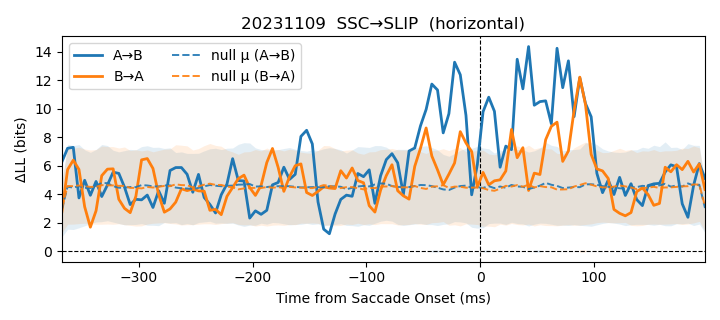 20231109  SSC→SLIP  (horizontal)
A→B
B→A
null μ (A→B)
null μ (B→A)
ΔLL (bits)
14
12
10
8
6
4
2
0
−300
−200
−100
0
100
Time from Saccade Onset (ms)